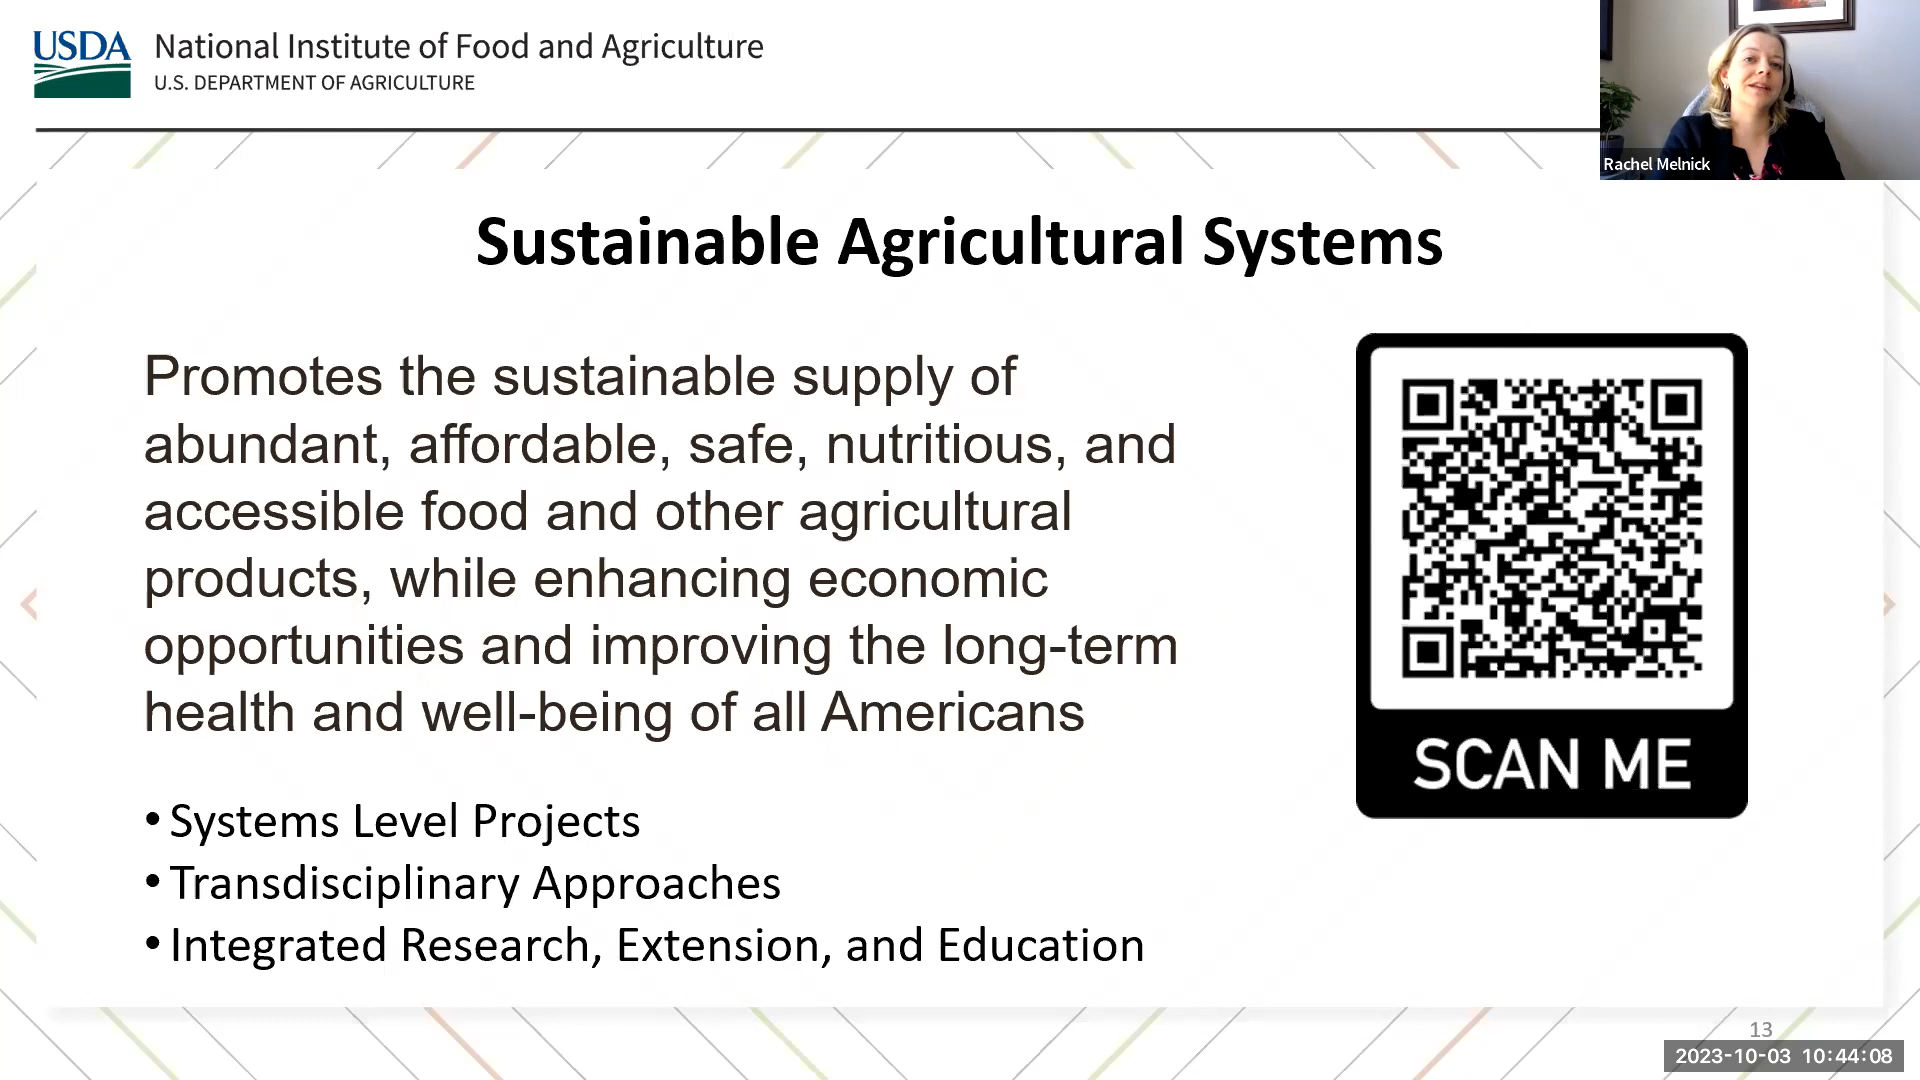 USDA
National Institute of Food and Agriculture
U.S. DEPARTMENT OF AGRICULTURE
Rachel Melnick
Sustainable Agricultural Systems
Promotes the sustainable supply of
abundant, affordable, safe, nutritious, and
accessible food and other agricultural
products, while enhancing economic
opportunities and improving the long-term
health and well-being of all Americans
SCAN ME
• Systems Level Projects
• Transdisciplinary Approaches
• Integrated Research, Extension, and Education
13
2023-10-03 10:44:08